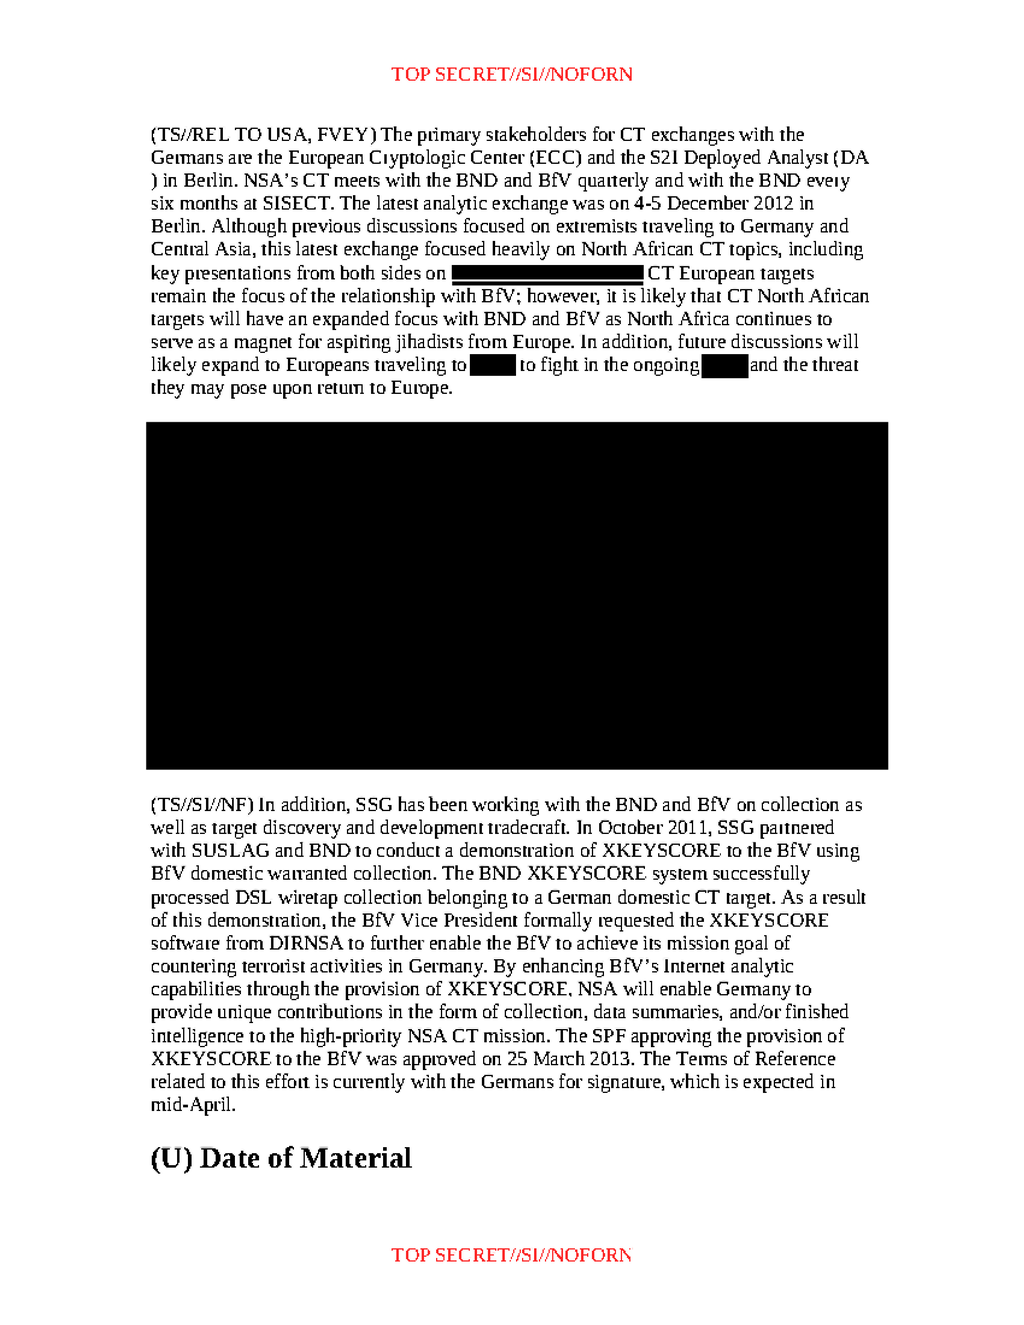 TOP SECRET//SI//NOFORN
(TS//REL TO USA, FVEY) The primary stakeholders for CT exchanges with the
Germans are the European Cryptologic Center (ECC) and the S2I Deployed Analyst (DA
) in Berlin. NSA’s CT meets with the BND and BfV quarterly and with the BND every
six months at SISECT. The latest analytic exchange was on 4-5 December 2012 in
Berlin. Although previous discussions focused on extremists traveling to Germany and
Central Asia, this latest exchange focused heavily on North African CT topics, including
key presentations from both sides on CT European targets
remain the focus of the relationship with BfV; however, it is likely that CT North African
targets will have an expanded focus with BND and BfV as North Africa continues to
serve as a magnet for aspiring jihadists from Europe. In addition, future discussions will
likely expand to Europeans traveling to to fight in the ongoing and the threat
they may pose upon return to Europe.
(TS//SI//NF) In addition, SSG has been working with the BND and BfV on collection as
well as target discovery and development tradecraft. In October 2011, SSG partnered
with SUSLAG and BND to conduct a demonstration of XKEYSCORE to the BfV using
BfV domestic warranted collection. The BND XKEYSCORE system successfully
processed DSL wiretap collection belonging to a German domestic CT target. As a result
of this demonstration, the BfV Vice President formally requested the XKEYSCORE
software from DIRNSA to further enable the BfV to achieve its mission goal of
countering terrorist activities in Germany. By enhancing BfV’s Internet analytic
capabilities through the provision of XKEYSCORE, NSA will enable Germany to
provide unique contributions in the form of collection, data summaries, and/or finished
intelligence to the high-priority NSA CT mission. The SPF approving the provision of
XKEYSCORE to the BfV was approved on 25 March 2013. The Terms of Reference
related to this effort is currently with the Germans for signature, which is expected in
mid-April.
(U) Date of Material
TOP SECRET//SI//NOFORN